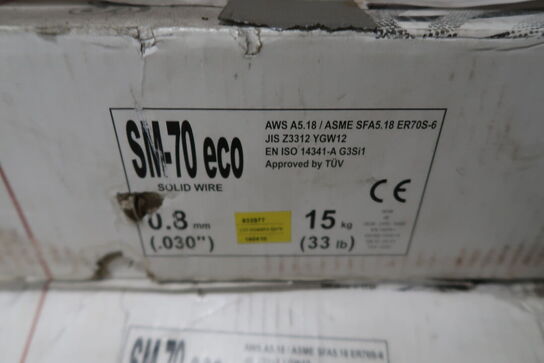 SM-70 eco
SOLID WIRE
AWS A5.18 / ASME SFA5.18 ER70S-6
JIS Z3312 YGW12
EN ISO 14341-A G3Si1
Approved by TÜV
CE
0.8 mm
(.030")
15 kg
(33 lb)
SM-70 eco
AWS A5.18 / ASME SFA5.18 ER70S-6